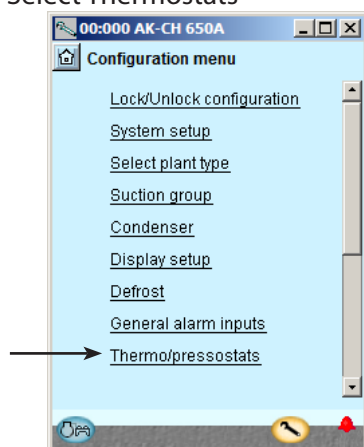 Select Thermostats
00:000 AK-CH 650A
Configuration menu
Lock/Unlock configuration
System setup
Select plant type
Suction group
Condenser
Display setup
Defrost
General alarm inputs
Thermo/pressostats